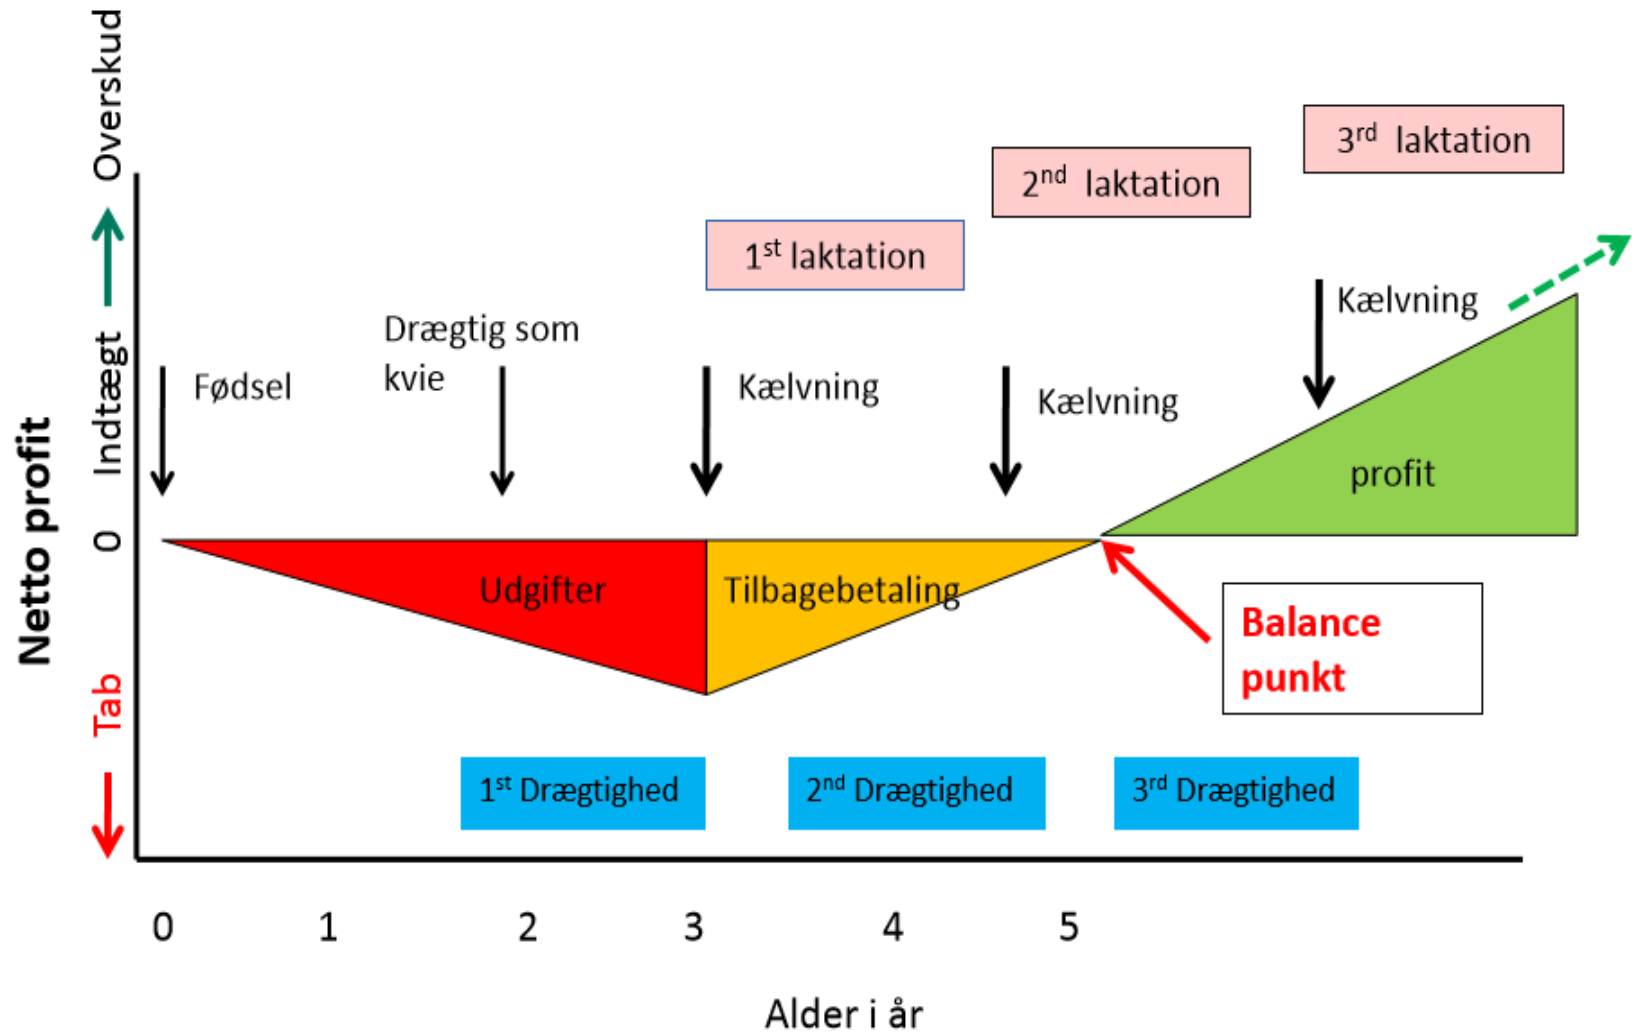 Netto profit
Tab
0
Indtægt
Overskud
Fødsel
Drægtig som
kvie
Kælvning
Kælvning
Kælvning
1st laktation
2nd laktation
3rd laktation
Udgifter
Tilbagebetaling
profit
Balance
punkt
1st Drægtighed
2nd Drægtighed
3rd Drægtighed
0 1 2 3 4 5
Alder i år